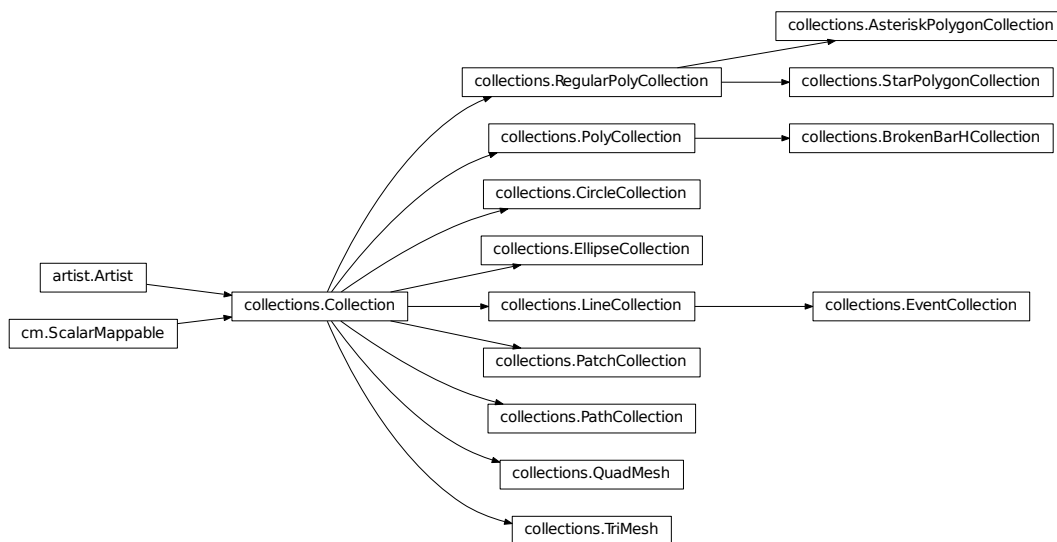 collections.AsteriskPolygonCollection
collections.RegularPolyCollection
collections.StarPolygonCollection
collections.PolyCollection
collections.BrokenBarHCollection
collections.CircleCollection
collections.EllipseCollection
artist.Artist
collections.Collection
collections.LineCollection
collections.EventCollection
cm.ScalarMappable
collections.PatchCollection
collections.PathCollection
collections.QuadMesh
collections.TriMesh